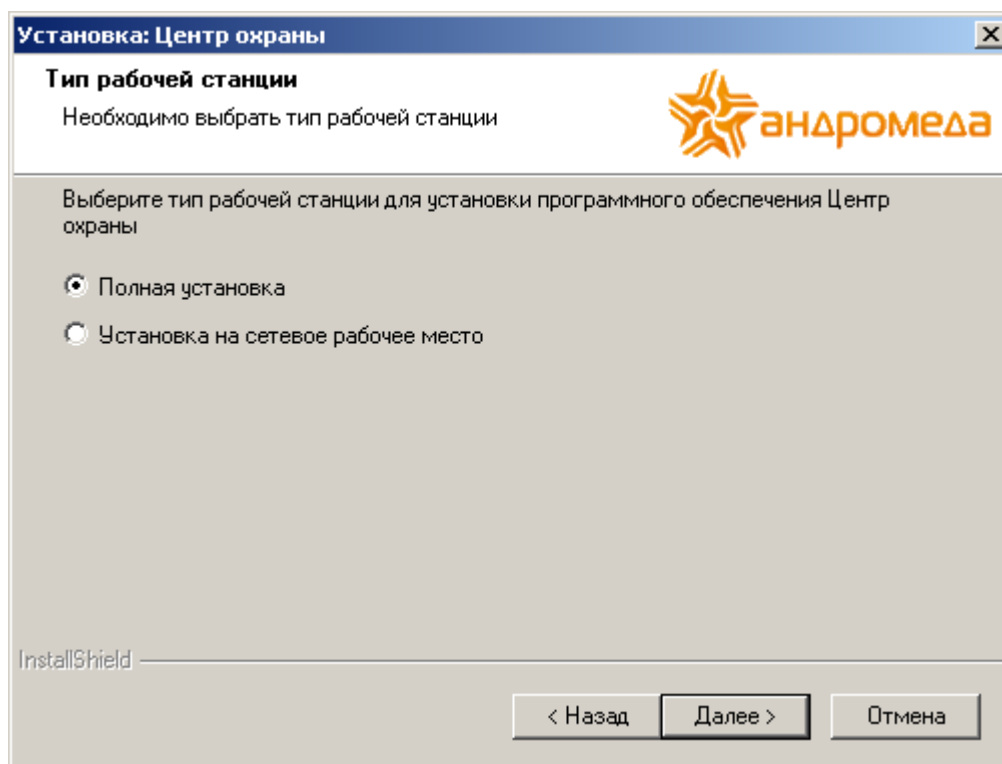 Установка: Центр охраны
Тип рабочей станции
Необходимо выбрать тип рабочей станции
андромеда
Выберите тип рабочей станции для установки программного обеспечения Центр
охраны
Полная установка
Установка на сетевое рабочее место
InstallShield
< Назад
Далее >
Отмена